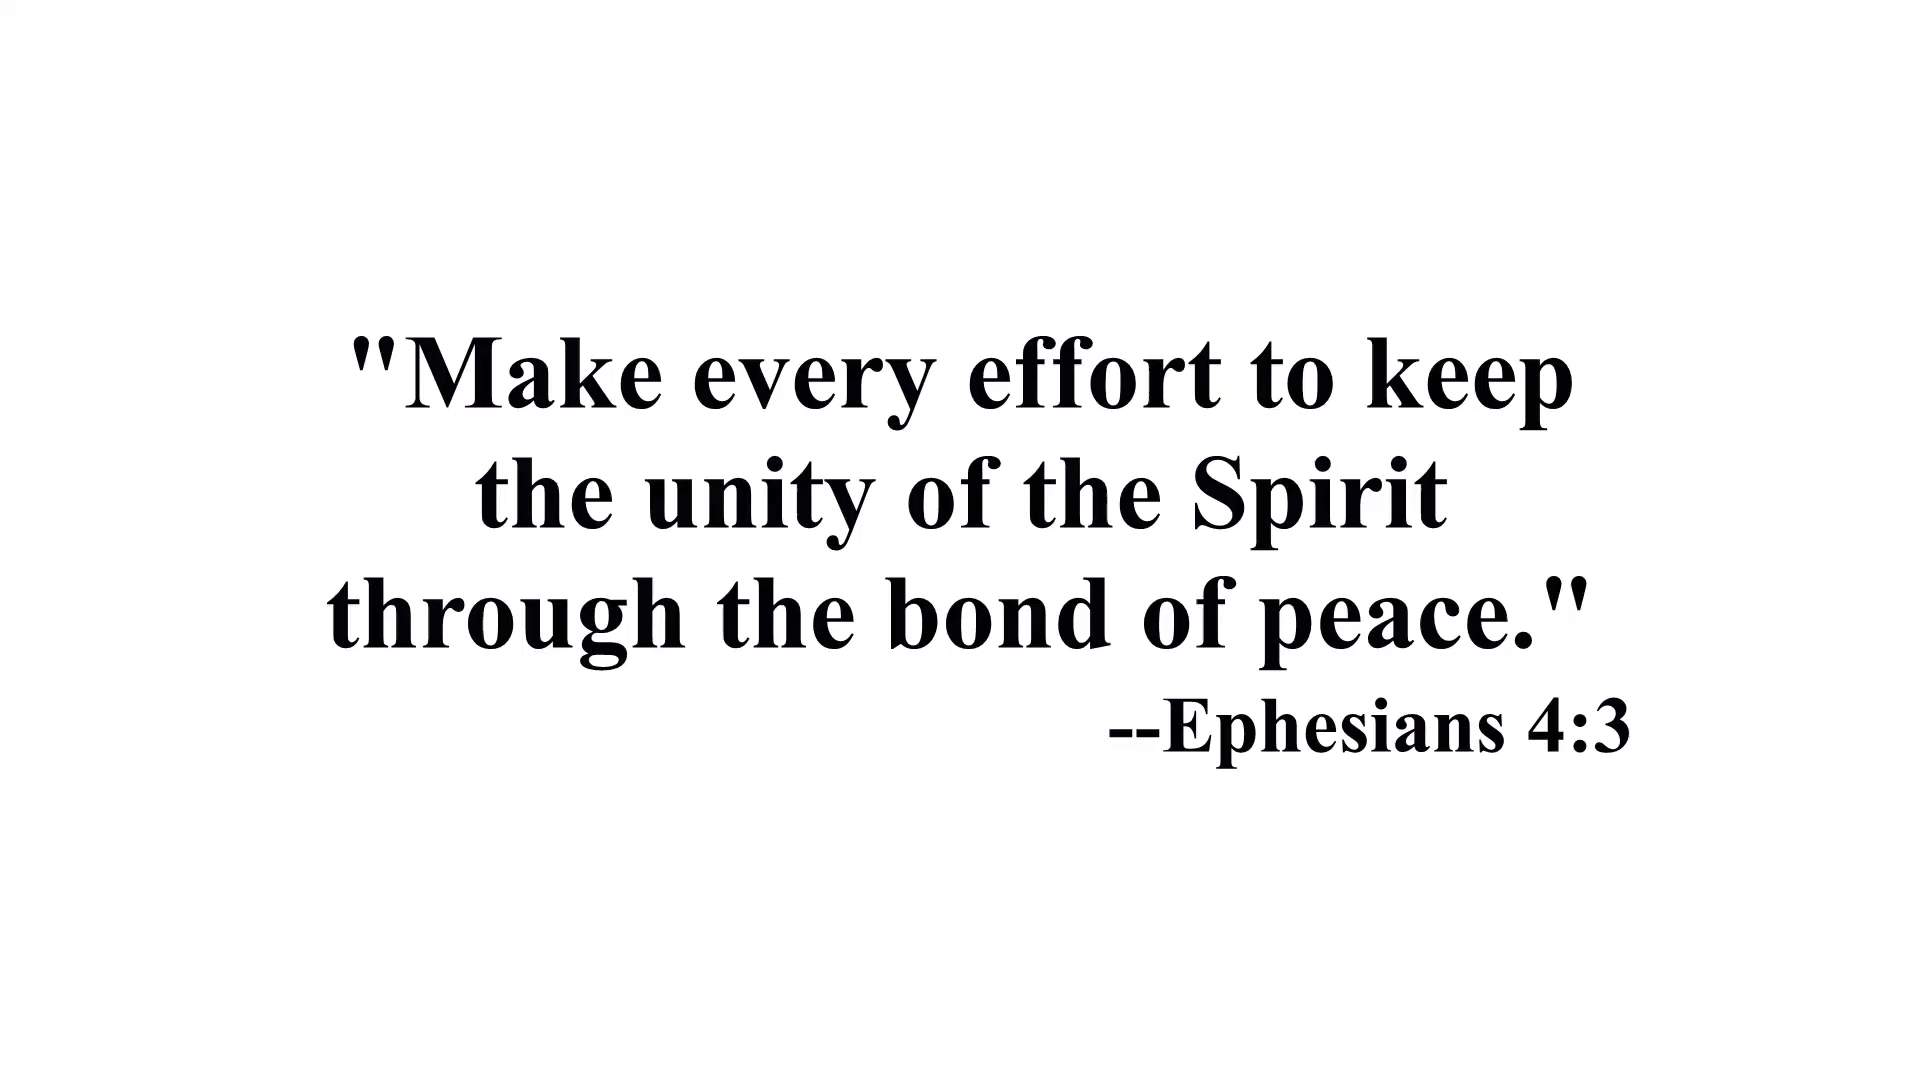 "Make every effort to keep
the unity of the Spirit
through the bond of peace."
--Ephesians 4:3